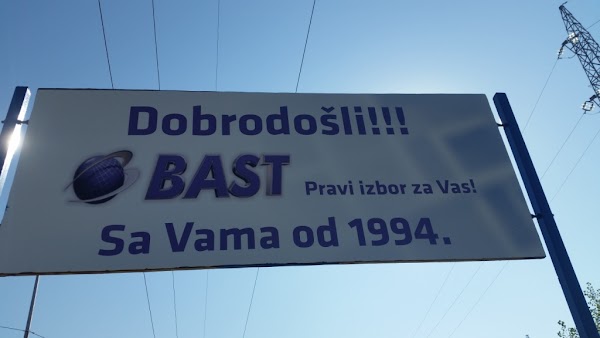 Dobrodošli!!!
BAST Pravi izbor za Vas!
Sa Vama od 1994.